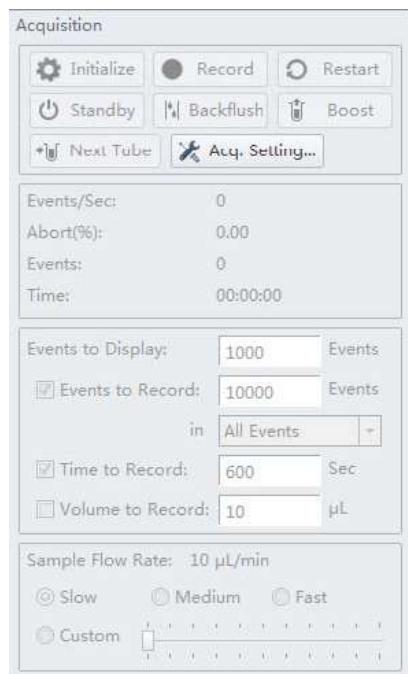 Acquisition
Initialize Record Restart
Standby Backflush Boost
Next Tube Acq. Setting...
Events/Sec: 0
Abort(%): 0.00
Events: 0
Time: 00:00:00
Events to Display: 1000 Events
Events to Record: 10000 Events
in All Events
Time to Record: 600 Sec
Volume to Record: 10 µL
Sample Flow Rate: 10 µL/min
Slow Medium Fast
Custom